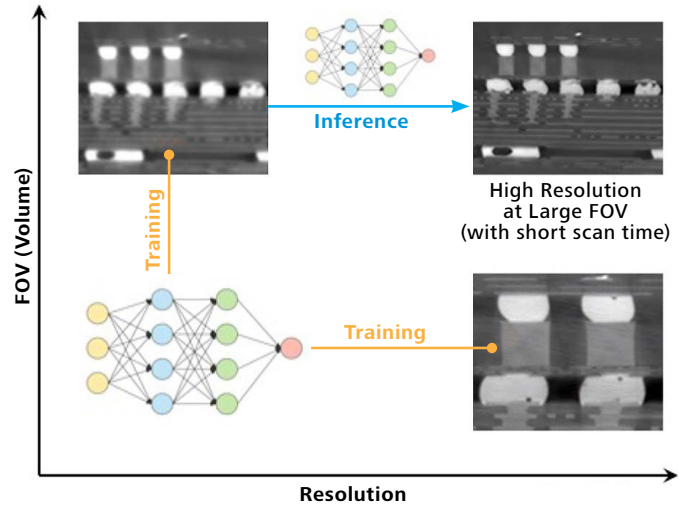 Inference
High Resolution
at Large FOV
(with short scan time)
Training
Training
FOV (Volume)
Resolution